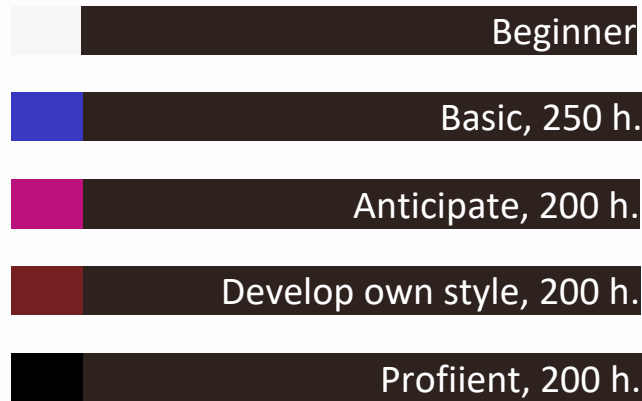 Beginner
Basic, 250 h.
Anticipate, 200 h.
Develop own style, 200 h.
Profiient, 200 h.